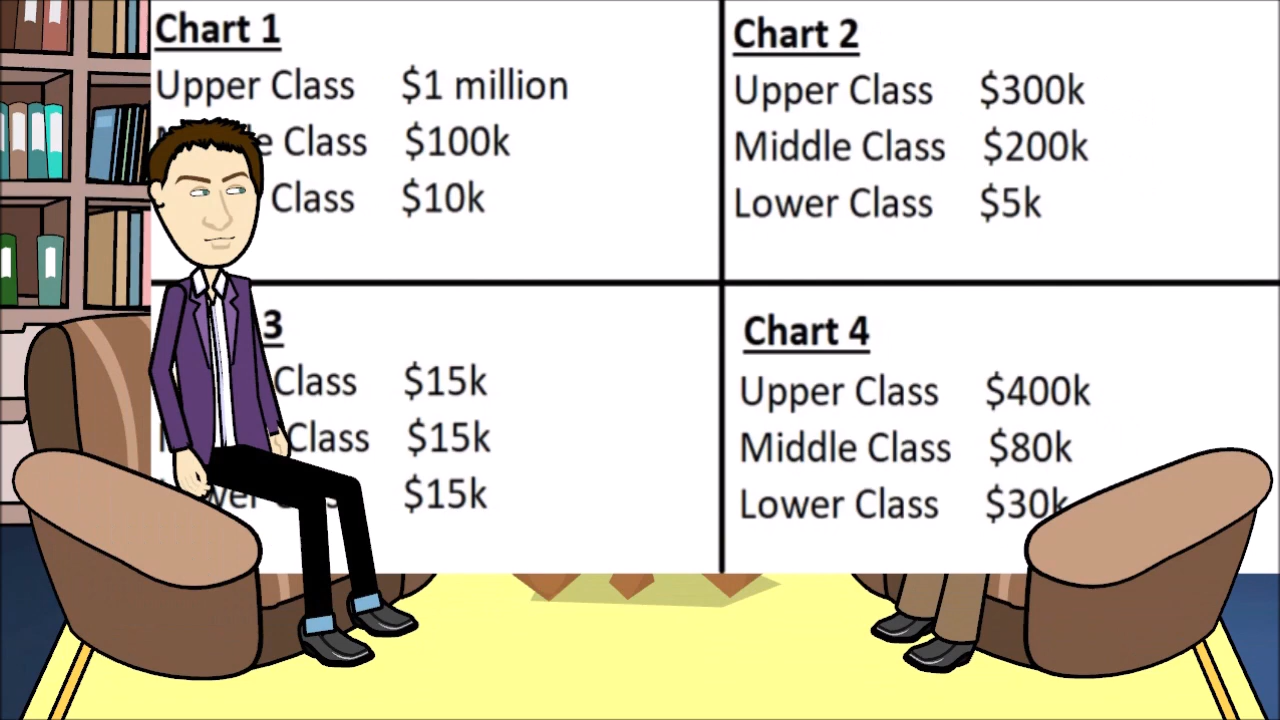 Chart 1
Upper Class $1 million
Class $100k
Class $10k
Chart 2
Upper Class $300k
Middle Class $200k
Lower Class $5k
3
Class $15k
Class $15k
$15k
Chart 4
Upper Class $400k
Middle Class $80k
Lower Class $30k